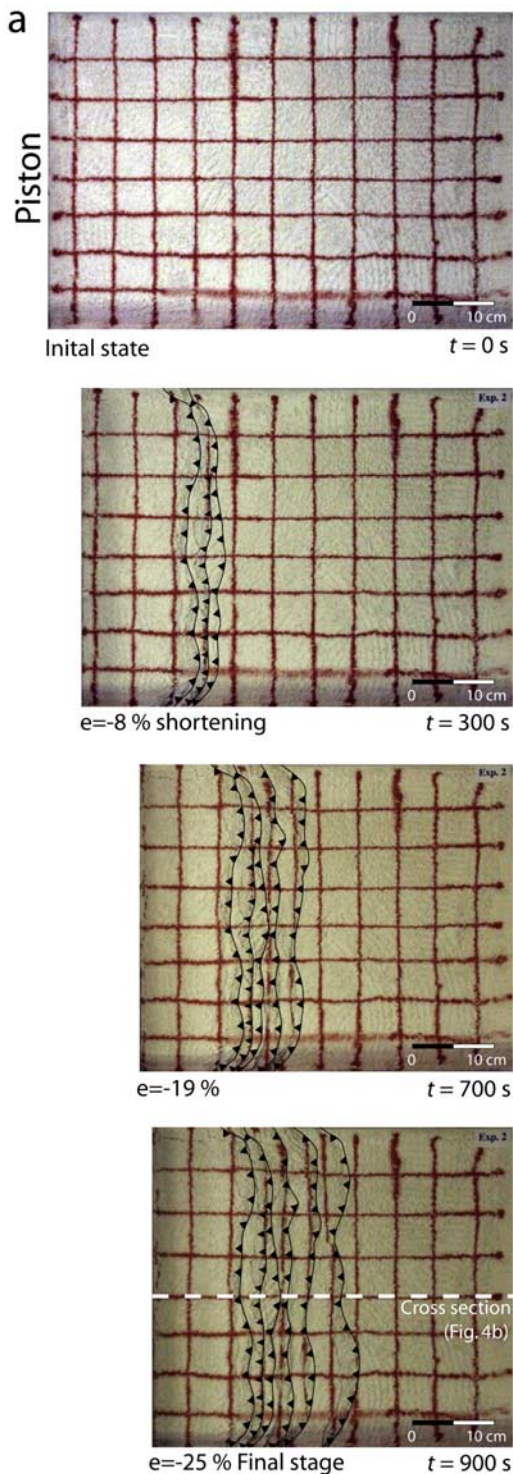 a
Piston
0 10 cm
Inital state t = 0 s
Exp. 2
0 10 cm
e=-8 % shortening t = 300 s
Exp. 2
0 10 cm
e=-19 % t = 700 s
Exp. 2
Cross section
(Fig. 4b)
0 10 cm
e=-25 % Final stage t = 900 s